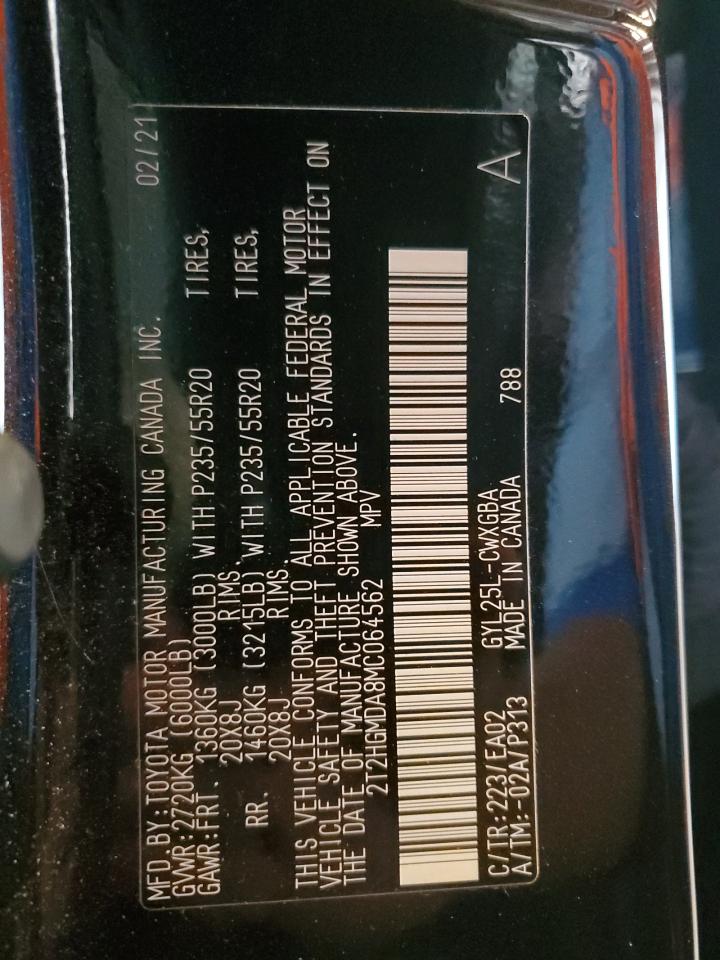 MFD BY:TOYOTA MOTOR MANUFACTURING CANADA INC. 02/21
GVWR:2720KG (6000LB)
GAWR:FRT. 1360KG (3000LB) WITH P235/55R20 TIRES,
20X8J RIMS.
RR. 1460KG (3215LB) WITH P235/55R20 TIRES,
20X8J RIMS.
THIS VEHICLE CONFORMS TO ALL APPLICABLE FEDERAL MOTOR
VEHICLE SAFETY AND THEFT PREVENTION STANDARDS IN EFFECT ON
THE DATE OF MANUFACTURE SHOWN ABOVE.
2T2HGMDA8MC064562 MPV
C/TR:223/EA02 GYL25L-CWXGBA
A/TM:-02A/P313 MADE IN CANADA 788 A